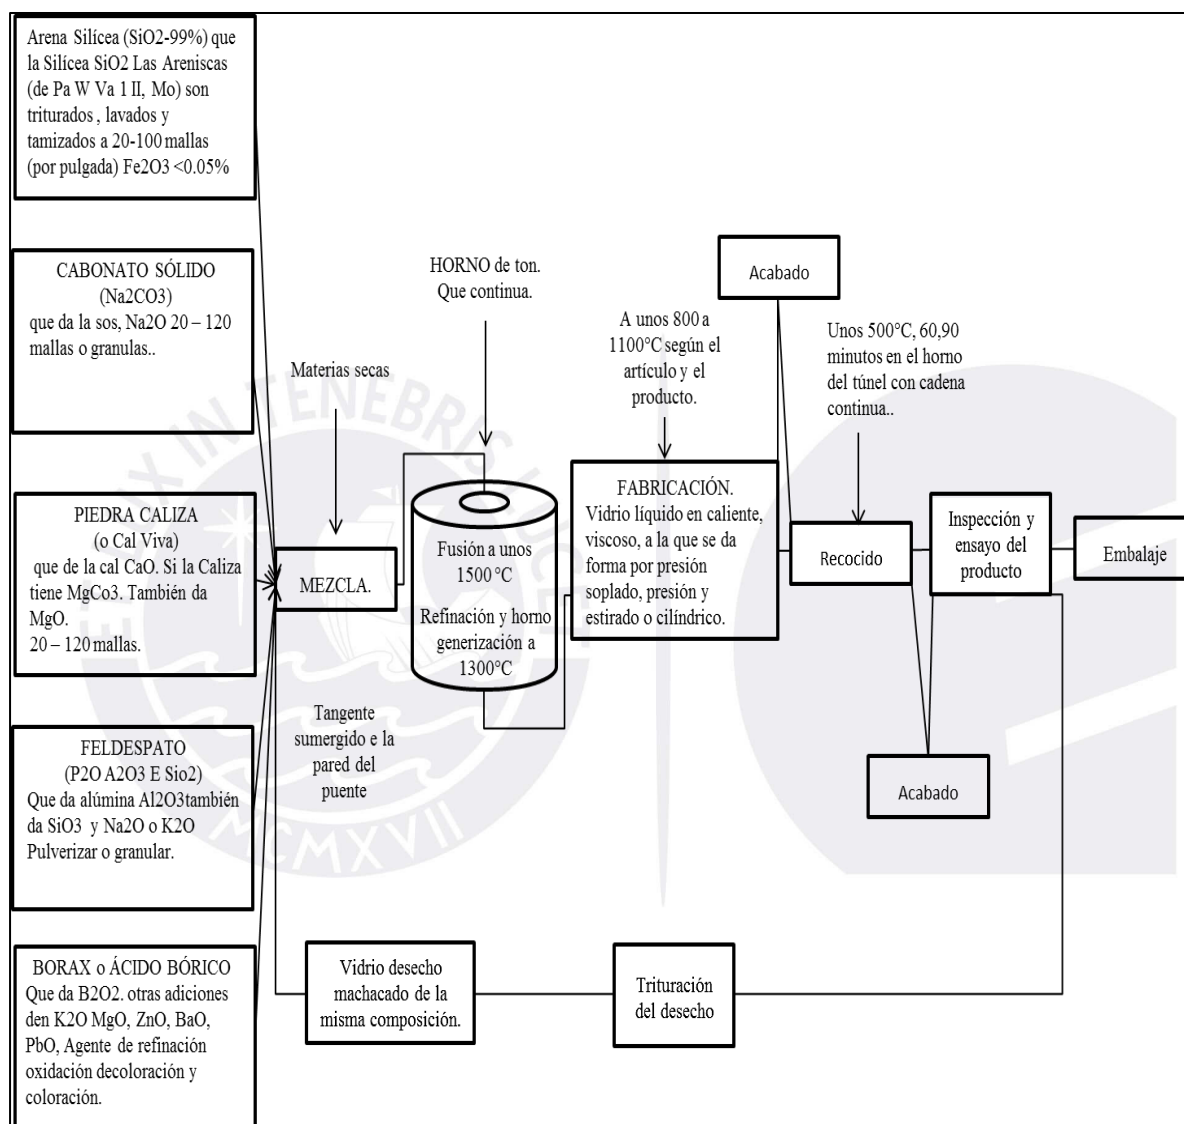 Arena Silícea (SiO2-99%) que
la Silícea SiO2 Las Areniscas
(de Pa W Va 1 II, Mo) son
triturados , lavados y
tamizados a 20-100 mallas
(por pulgada) Fe2O3 <0.05%
CABONATO SÓLIDO
(Na2CO3)
que da la sos, Na2O 20 – 120
mallas o granulas..
PIEDRA CALIZA
(o Cal Viva)
que de la cal CaO. Si la Caliza
tiene MgCo3. También da
MgO.
20 – 120 mallas.
FELDESPATO
(P2O A2O3 E Sio2)
Que da alúmina Al2O3también
da SiO3 y Na2O o K2O
Pulverizar o granular.
BORAX o ÁCIDO BÓRICO
Que da B2O2. otras adiciones
den K2O MgO, ZnO, BaO,
PbO, Agente de refinación
oxidación decoloración y
coloración.
Materias secas
MEZCLA.
HORNO de ton.
Que continua.
Fusión a unos
1500 °C
Refinación y horno
generización a
1300°C
Tangente
sumergido e la
pared del
puente
A unos 800 a
1100°C según el
artículo y el
producto.
FABRICACIÓN.
Vidrio líquido en caliente,
viscoso, a la que se da
forma por presión
soplado, presión y
estirado o cilíndrico.
Acabado
Unos 500°C, 60,90
minutos en el horno
del túnel con cadena
continua..
Recocido
Inspección y
ensayo del
producto
Embalaje
Acabado
Vidrio desecho
machacado de la
misma composición.
Trituración
del desecho
ET LUX IN TENEBRIS LUCET
MCMXVII